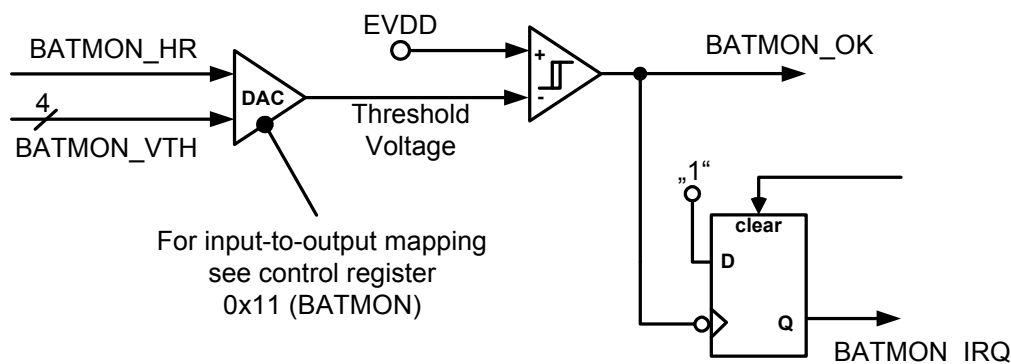 EVDD
BATMON_HR
BATMON_OK
+
DAC
-
4
Threshold
Voltage
BATMON_VTH
„1“
clear
For input-to-output mapping
see control register
0x11 (BATMON)
D
Q
BATMON_IRQ